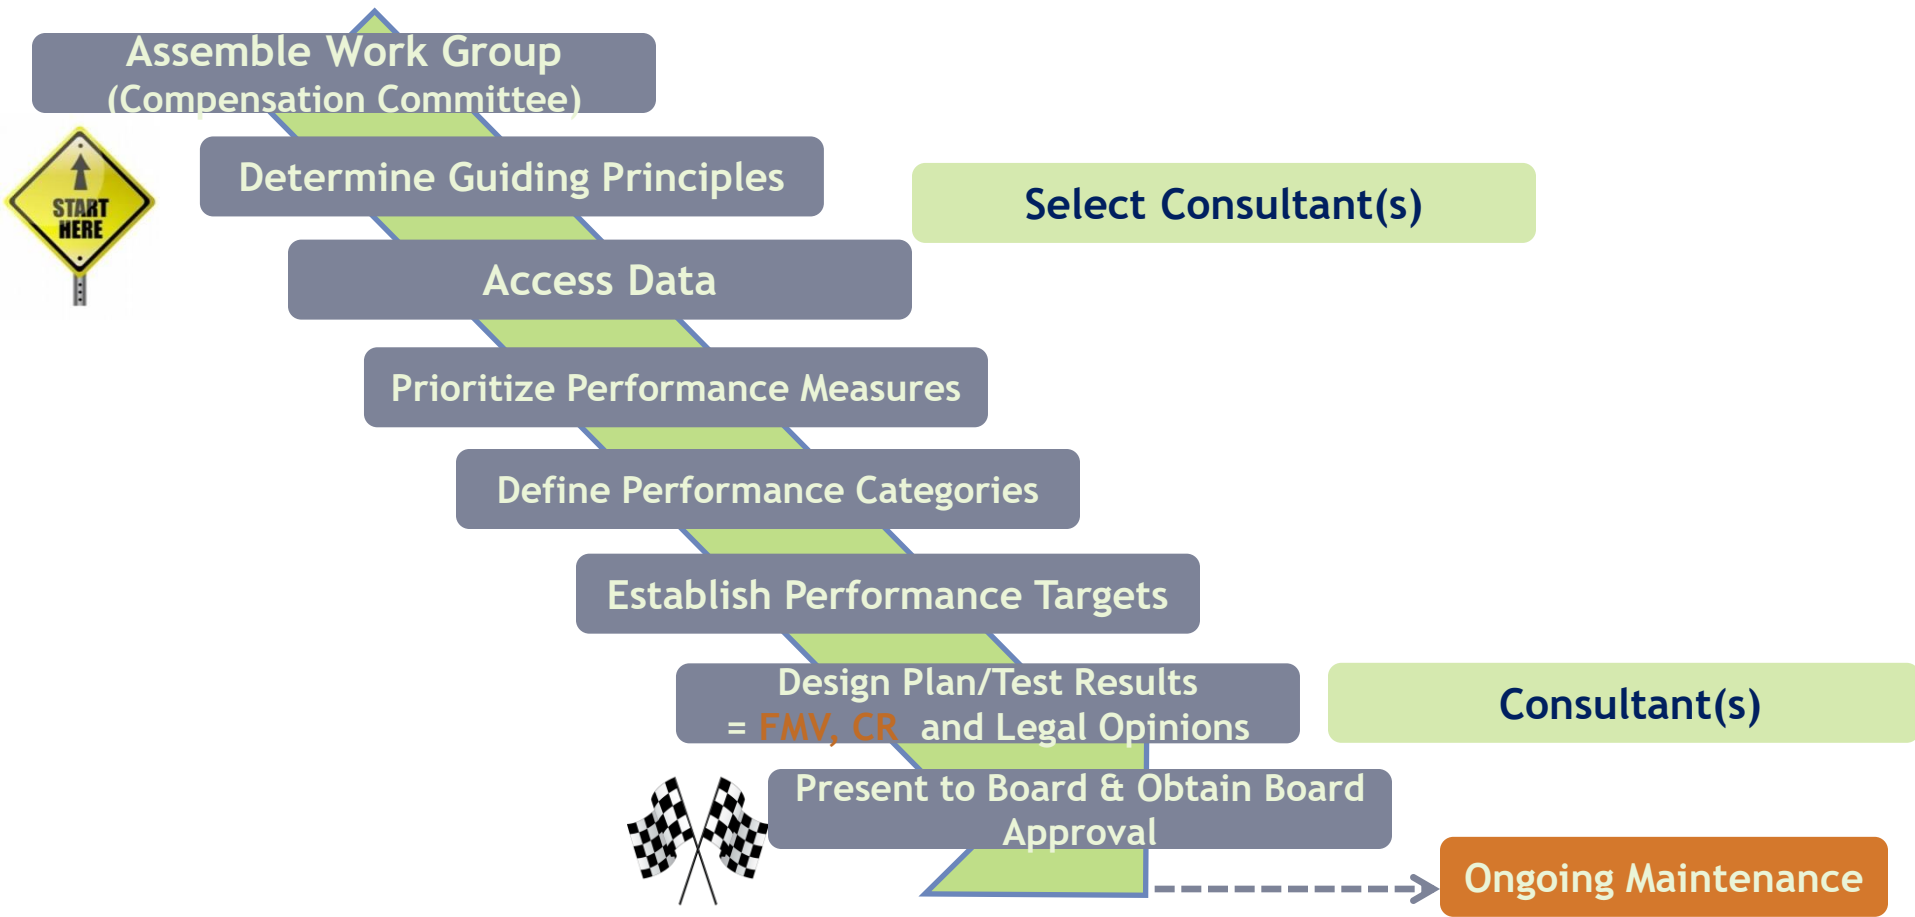 Assemble Work Group
(Compensation Committee)
START
HERE
Determine Guiding Principles
Select Consultant(s)
Access Data
Prioritize Performance Measures
Define Performance Categories
Establish Performance Targets
Design Plan/Test Results
= FMV, CR and Legal Opinions
Consultant(s)
Present to Board & Obtain Board
Approval
Ongoing Maintenance